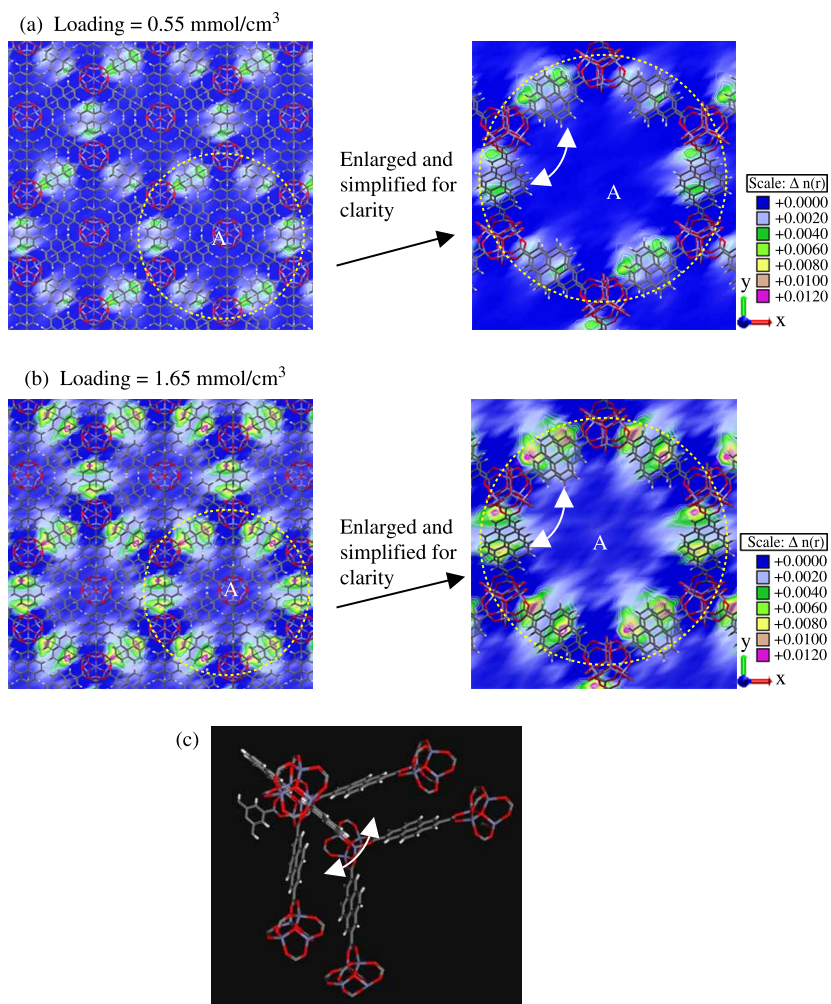 (a) Loading = 0.55 mmol/cm³
A
Enlarged and
simplified for
clarity
A
Scale: Δ n(r)
+0.0000
+0.0020
+0.0040
+0.0060
+0.0080
+0.0100
+0.0120
y
x
(b) Loading = 1.65 mmol/cm³
A
Enlarged and
simplified for
clarity
A
Scale: Δ n(r)
+0.0000
+0.0020
+0.0040
+0.0060
+0.0080
+0.0100
+0.0120
y
x
(c)